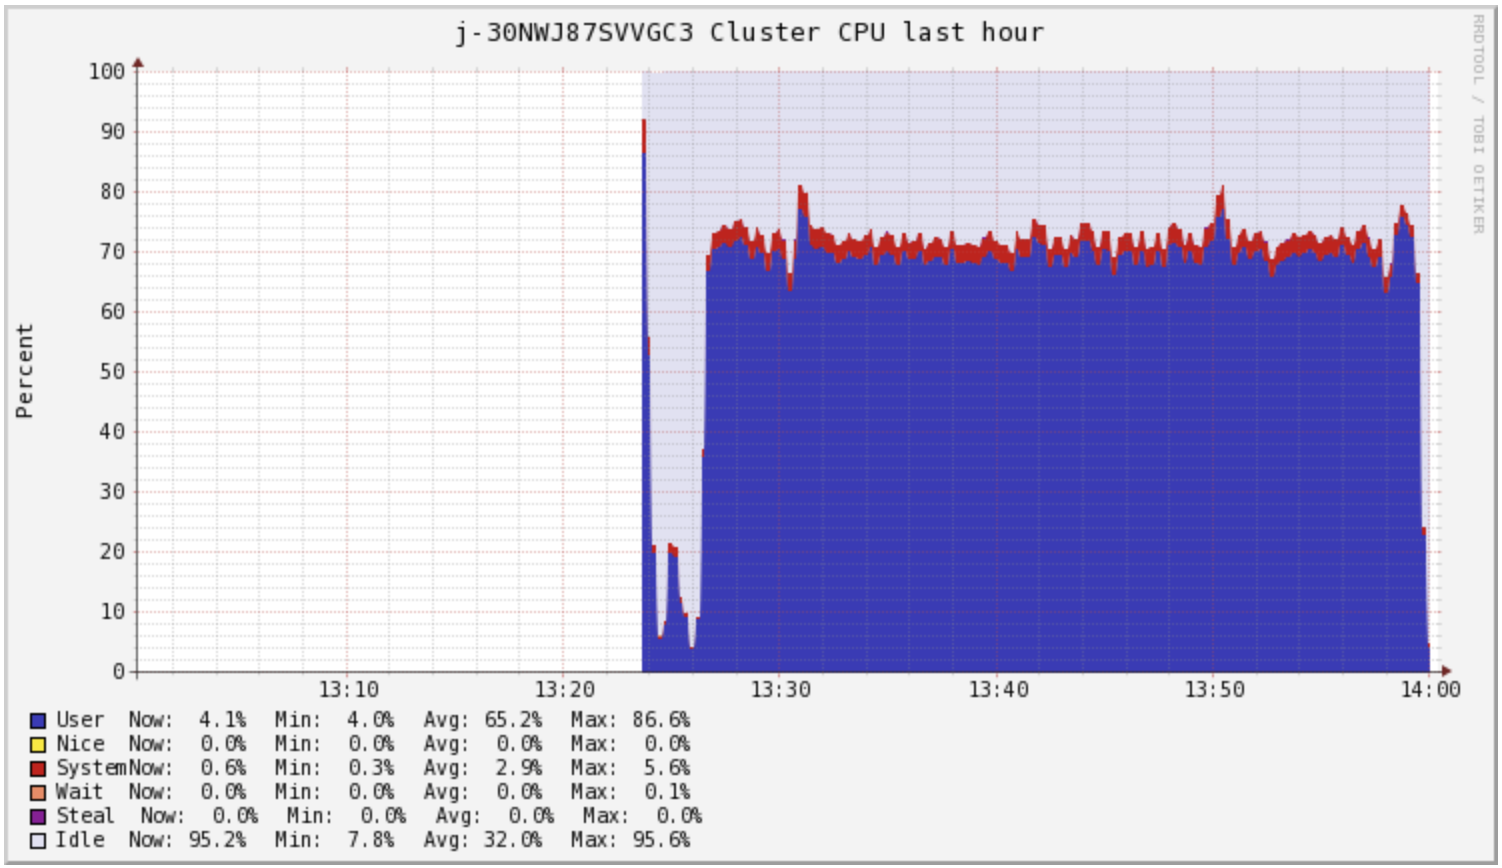 j-30NWJ87SVVGC3 Cluster CPU last hour
RRDTOOL / TOBI OETIKER
Percent
100
90
80
70
60
50
40
30
20
10
0
13:10 13:20 13:30 13:40 13:50 14:00
User Now: 4.1% Min: 4.0% Avg: 65.2% Max: 86.6%
Nice Now: 0.0% Min: 0.0% Avg: 0.0% Max: 0.0%
System Now: 0.6% Min: 0.3% Avg: 2.9% Max: 5.6%
Wait Now: 0.0% Min: 0.0% Avg: 0.0% Max: 0.1%
Steal Now: 0.0% Min: 0.0% Avg: 0.0% Max: 0.0%
Idle Now: 95.2% Min: 7.8% Avg: 32.0% Max: 95.6%